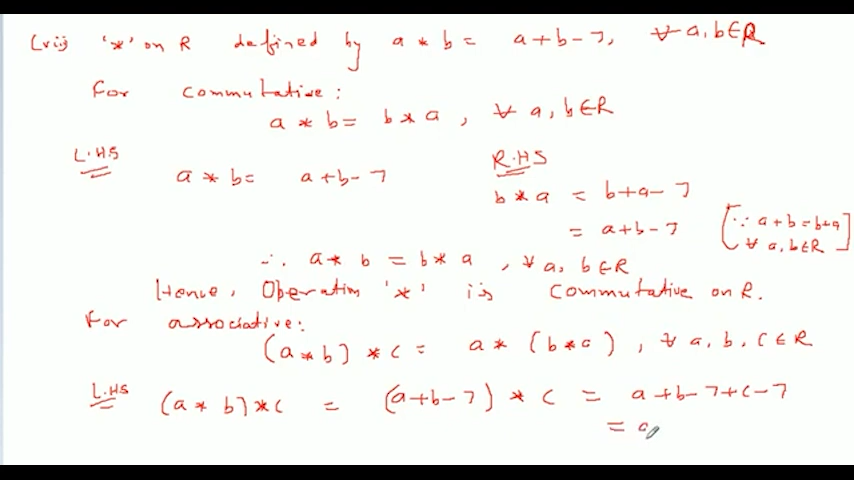 (vii) '*' on R defined by a * b = a+b-7, ∀ a,b∈R
For commutative:
a * b = b * a , ∀ a, b∈R
L.HS
a * b = a+b-7
R.HS
b * a = b+a-7
= a+b-7 [∵ a+b=b+a
∀ a,b∈R]
∴ a * b = b * a , ∀ a, b∈R
Hence, Operation '*' is commutative on R.
For associative:
(a * b) * c = a * (b * c) , ∀ a, b, c∈R
L.HS (a * b) * c = (a+b-7) * c = a+b-7+c-7
= a